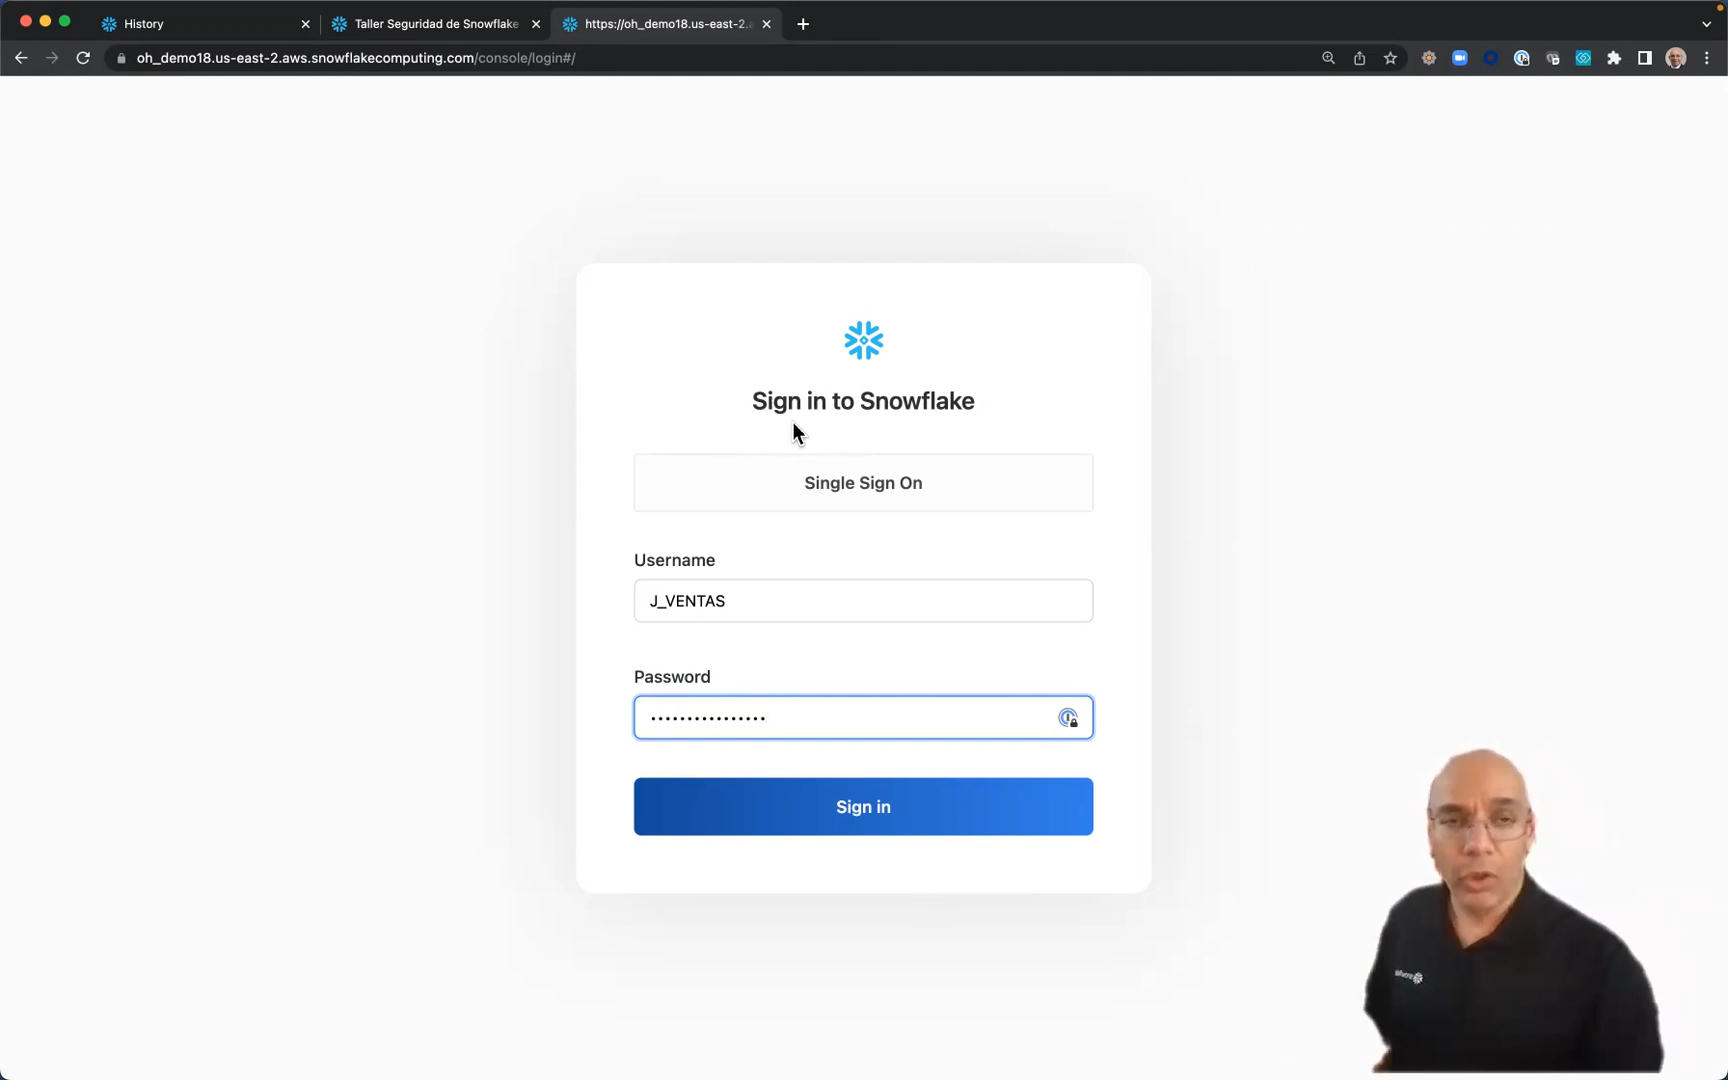 History
Taller Seguridad de Snowflake
https://oh_demo18.us-east-2.a
oh_demo18.us-east-2.aws.snowflakecomputing.com/console/login#/
Sign in to Snowflake
Single Sign On
Username
J_VENTAS
Password
••••••••••••••••
Sign in